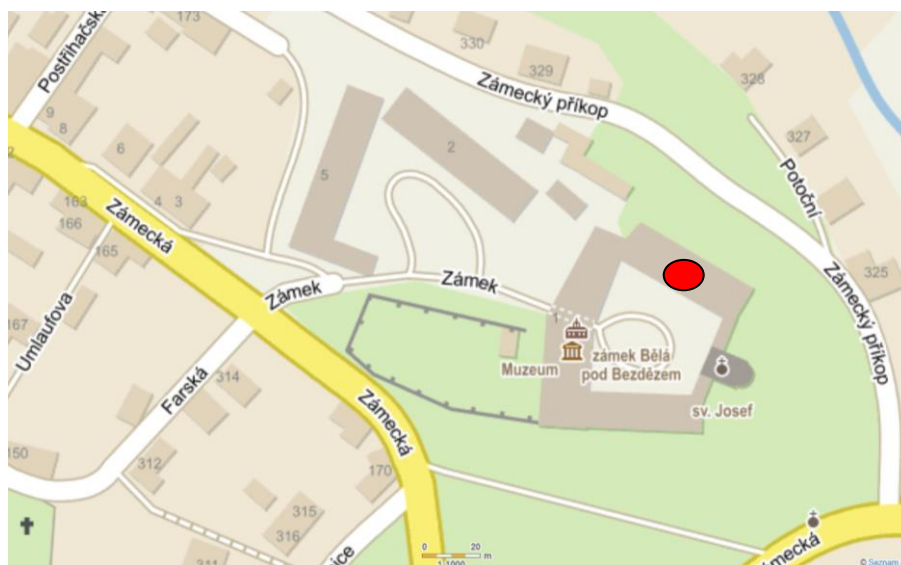 173
330
329
328
327
325
Postřihačská
Zámecký příkop
9
8
6
5
2
4
3
163
166
165
167
Zámecká
Potoční
Zámecký příkop
Zámek
Zámek
1
Muzeum
zámek Bělá
pod Bezdězem
sv. Josef
Umlaufova
Farská
314
Zámecká
150
312
170
315
316
311
0
20
m
1:1000
© Seznam